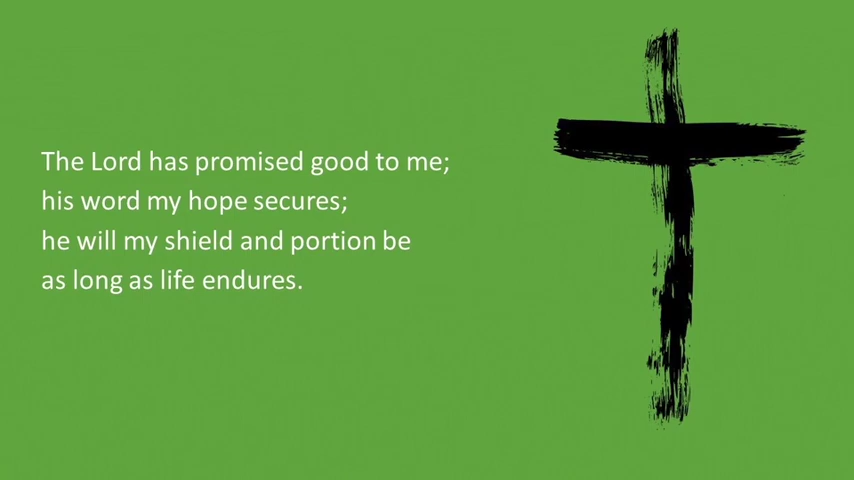 The Lord has promised good to me;
his word my hope secures;
he will my shield and portion be
as long as life endures.